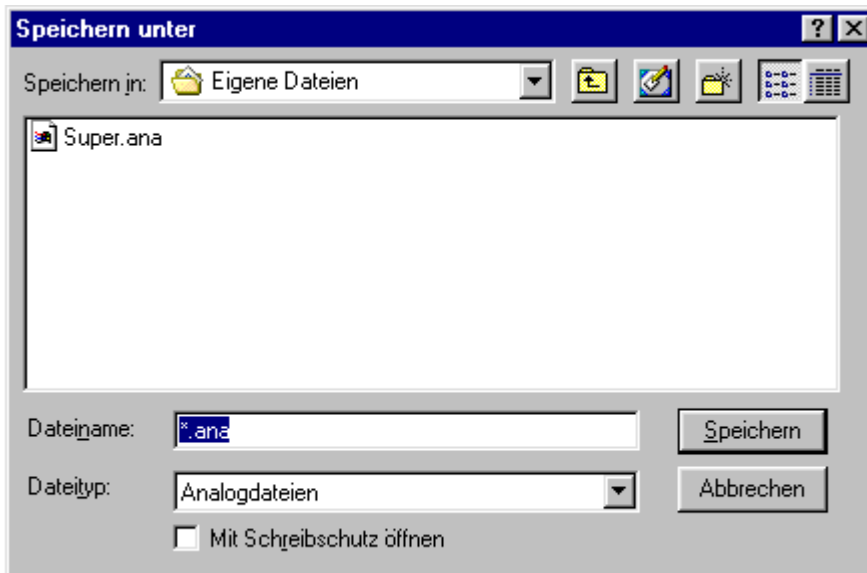 Speichern unter
Speichern in: Eigene Dateien
Super.ana
Dateiname: *.ana Speichern
Dateityp: Analogdateien Abbrechen
Mit Schreibschutz öffnen